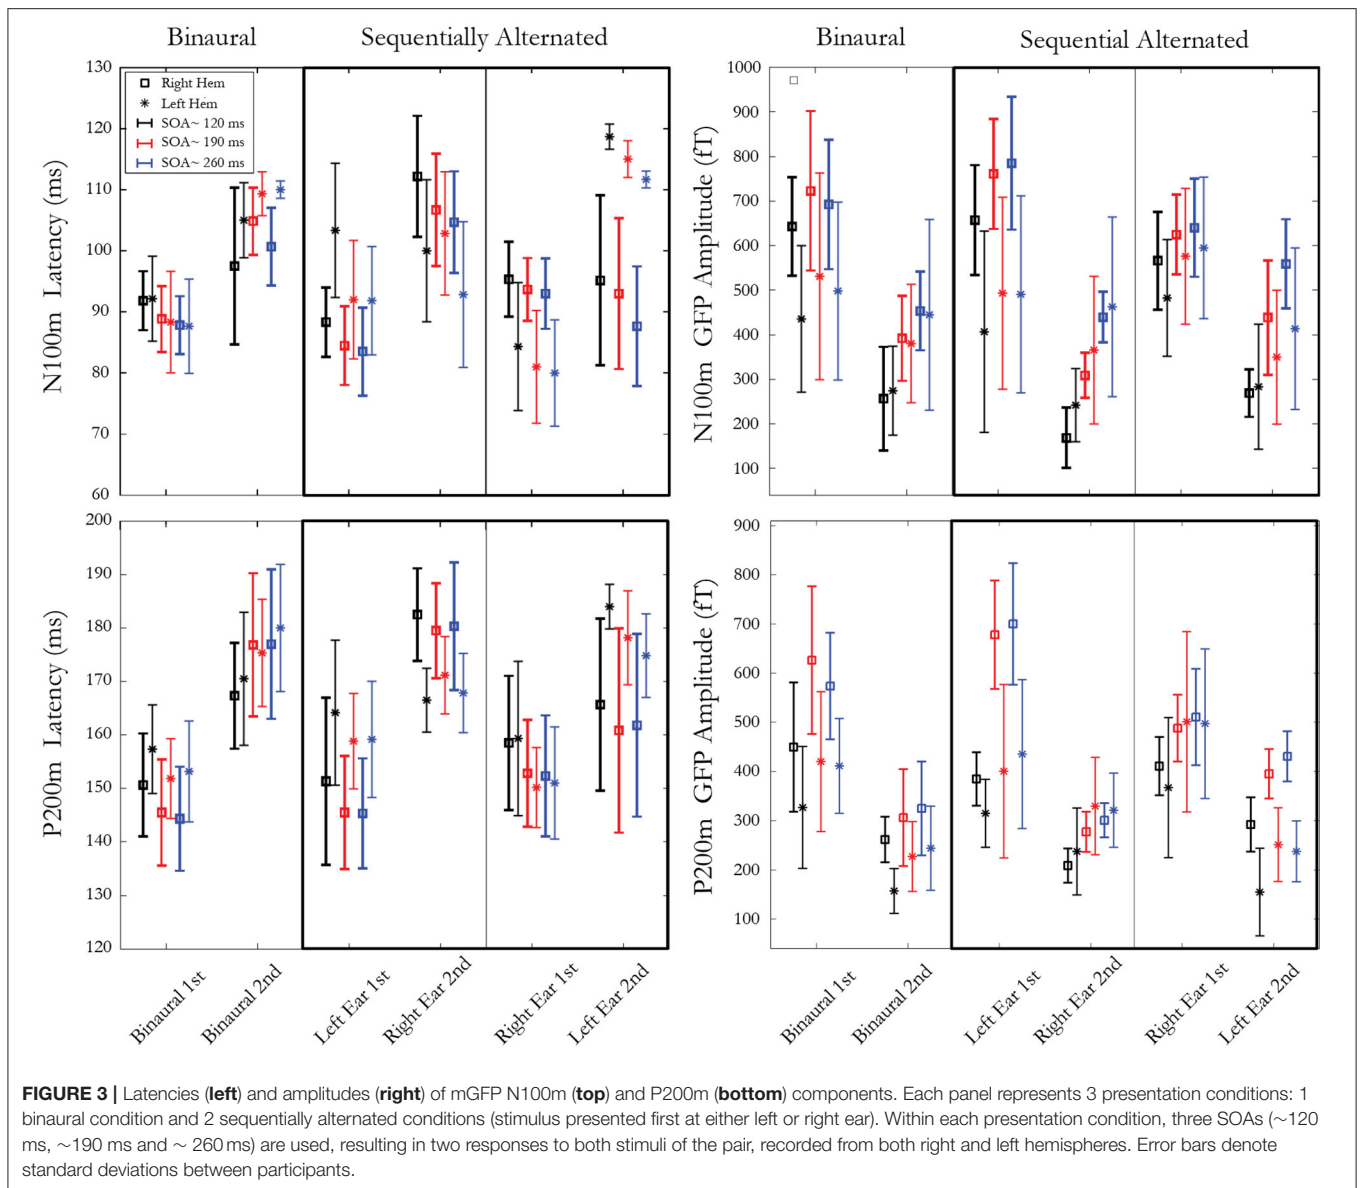 Binaural
Sequentially Alternated
N100m Latency (ms)
130
120
110
100
90
80
70
60
Right Hem
Left Hem
SOA~ 120 ms
SOA~ 190 ms
SOA~ 260 ms
Binaural
Sequential Alternated
N100m GFP Amplitude (fT)
1000
900
800
700
600
500
400
300
200
100
P200m Latency (ms)
200
190
180
170
160
150
140
130
120
Binaural 1st
Binaural 2nd
Left Ear 1st
Right Ear 2nd
Right Ear 1st
Left Ear 2nd
P200m GFP Amplitude (fT)
900
800
700
600
500
400
300
200
100
Binaural 1st
Binaural 2nd
Left Ear 1st
Right Ear 2nd
Right Ear 1st
Left Ear 2nd
FIGURE 3 | Latencies (left) and amplitudes (right) of mGFP N100m (top) and P200m (bottom) components. Each panel represents 3 presentation conditions: 1
binaural condition and 2 sequentially alternated conditions (stimulus presented first at either left or right ear). Within each presentation condition, three SOAs (~120
ms, ~190 ms and ~ 260 ms) are used, resulting in two responses to both stimuli of the pair, recorded from both right and left hemispheres. Error bars denote
standard deviations between participants.